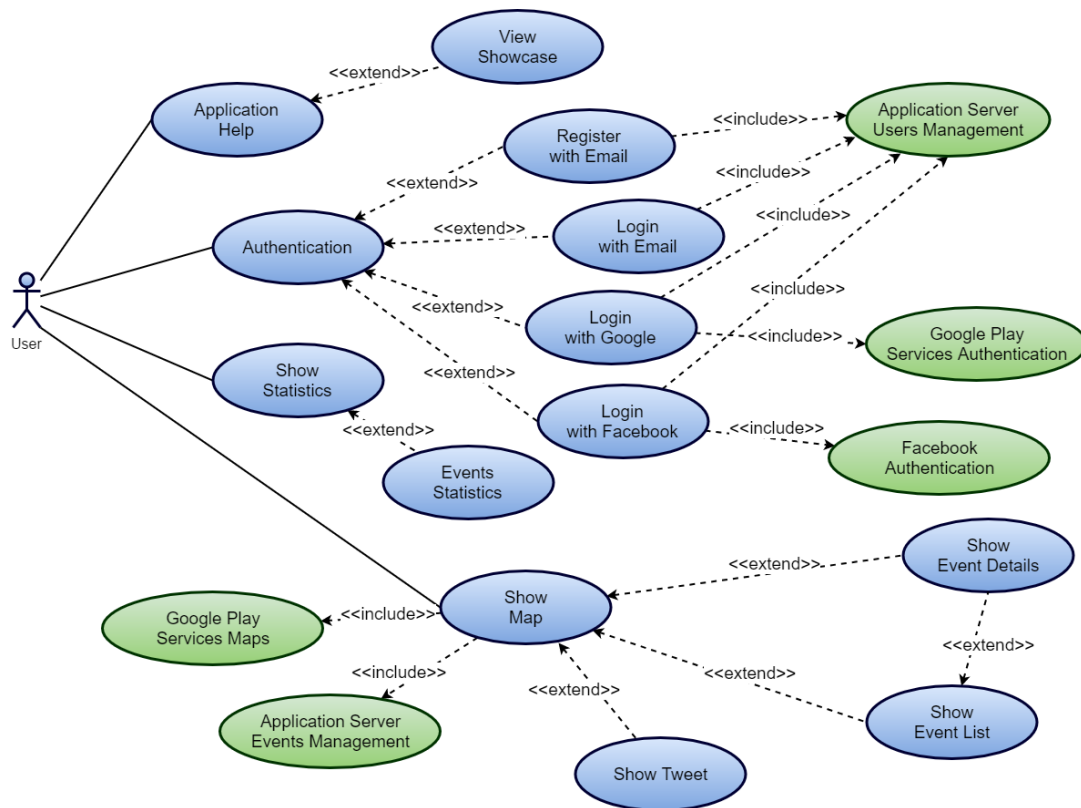 View
Showcase
<<extend>>
Application
Help
Register
with Email
<<include>>
Application Server
Users Management
<<extend>>
<<include>>
Authentication
<<extend>>
Login
with Email
<<include>>
<<extend>>
Login
with Google
<<include>>
<<include>>
Google Play
Services Authentication
User
Show
Statistics
<<extend>>
<<extend>>
Login
with Facebook
<<include>>
Facebook
Authentication
Events
Statistics
Show
Event Details
<<extend>>
Show
Map
<<include>>
Google Play
Services Maps
<<extend>>
<<include>>
<<extend>>
<<extend>>
Application Server
Events Management
Show
Event List
Show Tweet